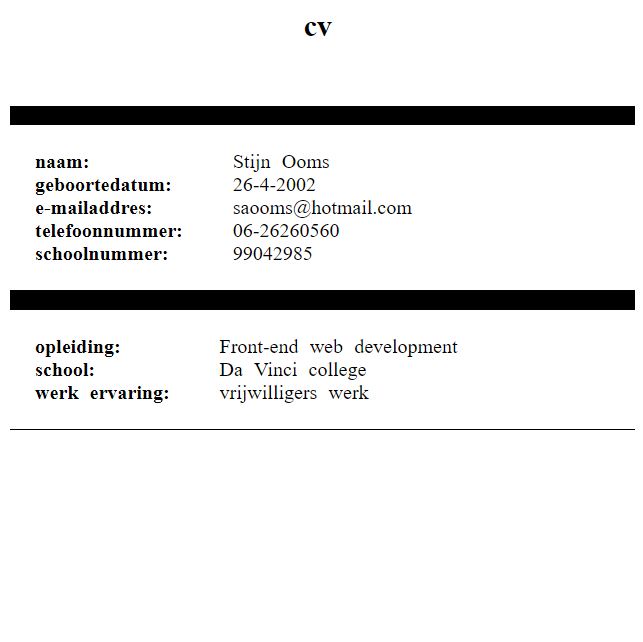 cv
naam: Stijn Ooms
geboortedatum: 26-4-2002
e-mailaddres: saooms@hotmail.com
telefoonnummer: 06-26260560
schoolnummer: 99042985
opleiding: Front-end web development
school: Da Vinci college
werk ervaring: vrijwilligers werk